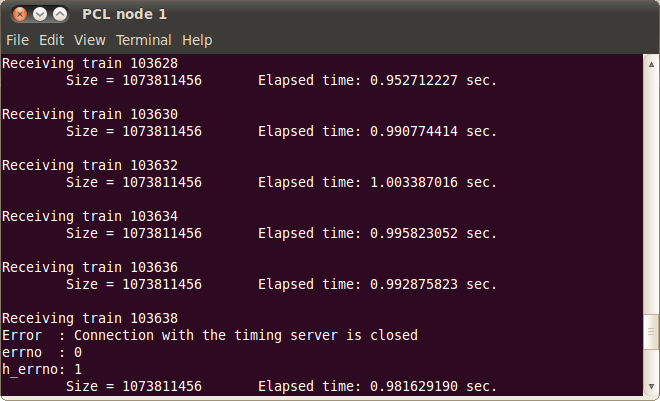 PCL node 1
File Edit View Terminal Help
Receiving train 103628
Size = 1073811456 Elapsed time: 0.952712227 sec.
Receiving train 103630
Size = 1073811456 Elapsed time: 0.990774414 sec.
Receiving train 103632
Size = 1073811456 Elapsed time: 1.003387016 sec.
Receiving train 103634
Size = 1073811456 Elapsed time: 0.995823052 sec.
Receiving train 103636
Size = 1073811456 Elapsed time: 0.992875823 sec.
Receiving train 103638
Error : Connection with the timing server is closed
errno : 0
h_errno: 1
Size = 1073811456 Elapsed time: 0.981629190 sec.